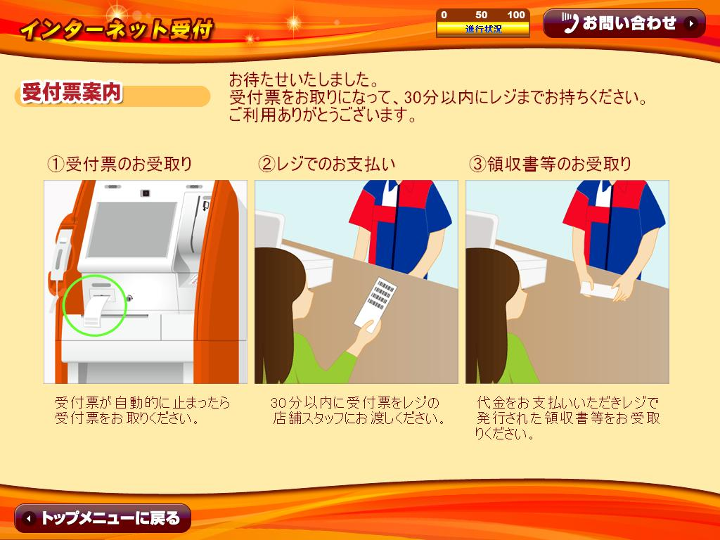 インターネット受付
0 50 100
進行状況
お問い合わせ
受付票案内
お待たせいたしました。
受付票をお取りになって、30分以内にレジまでお持ちください。
ご利用ありがとうございます。
①受付票のお受取り
②レジでのお支払い
③領収書等のお受取り
受付票が自動的に止まったら
受付票をお取りください。
30分以内に受付票をレジの
店舗スタッフにお渡しください。
代金をお支払いいただきレジで
発行された領収書等をお受取
りください。
トップメニューに戻る